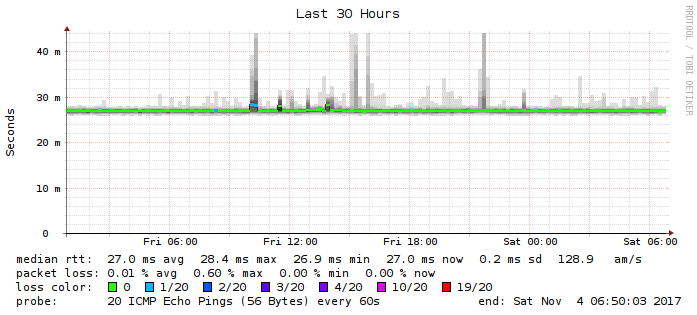 Last 30 Hours
RRDTOOL / TOBI OETIKER
Seconds
40 m
30 m
20 m
10 m
0
Fri 06:00 Fri 12:00 Fri 18:00 Sat 00:00 Sat 06:00
median rtt: 27.0 ms avg 28.4 ms max 26.9 ms min 27.0 ms now 0.2 ms sd 128.9 am/s
packet loss: 0.01 % avg 0.60 % max 0.00 % min 0.00 % now
loss color: 0 1/20 2/20 3/20 4/20 10/20 19/20
probe: 20 ICMP Echo Pings (56 Bytes) every 60s end: Sat Nov 4 06:50:03 2017